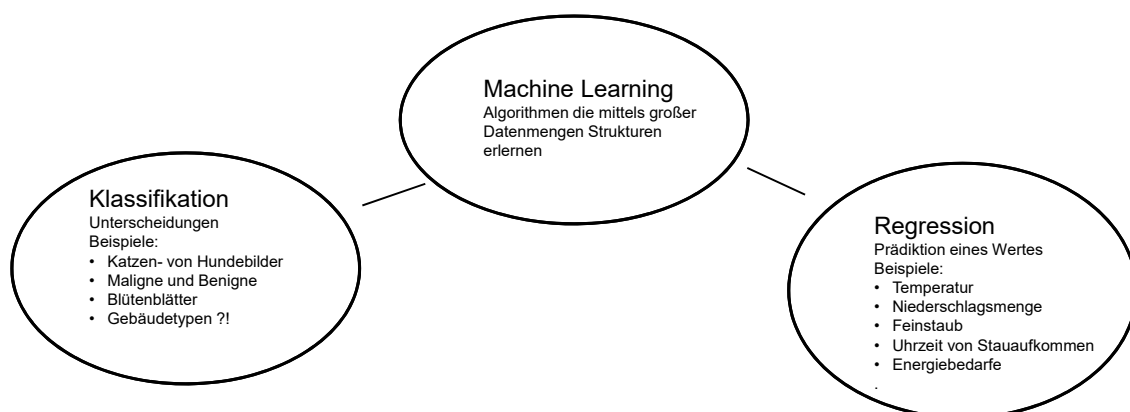 Machine Learning
Algorithmen die mittels großer
Datenmengen Strukturen
erlernen
Klassifikation
Unterscheidungen
Beispiele:
• Katzen- von Hundebilder
• Maligne und Benigne
• Blütenblätter
• Gebäudetypen ?!
Regression
Prädiktion eines Wertes
Beispiele:
• Temperatur
• Niederschlagsmenge
• Feinstaub
• Uhrzeit von Stauaufkommen
• Energiebedarfe
.